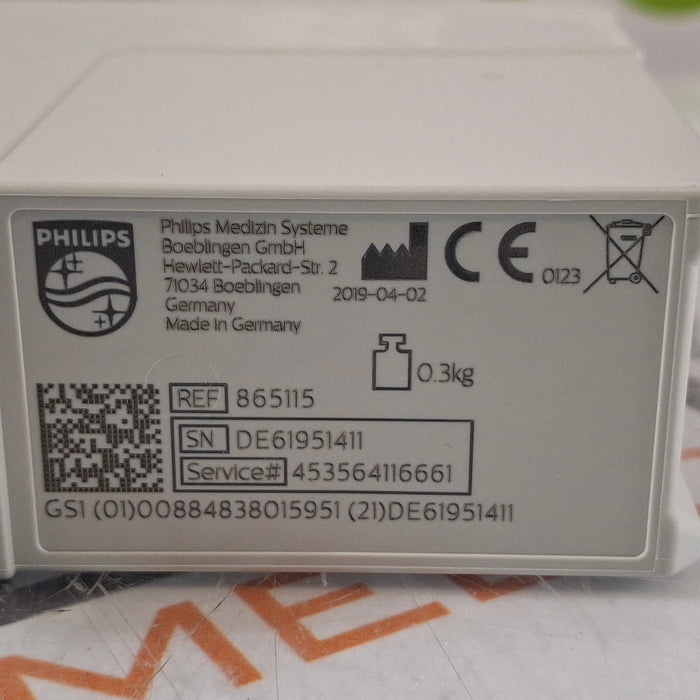 PHILIPS
Philips Medizin Systeme
Boeblingen GmbH
Hewlett-Packard-Str. 2
71034 Boeblingen
Germany
Made in Germany
2019-04-02
CE 0123
0.3kg
REF 865115
SN DE61951411
Service# 453564116661
GS1 (01)00884838015951 (21)DE61951411